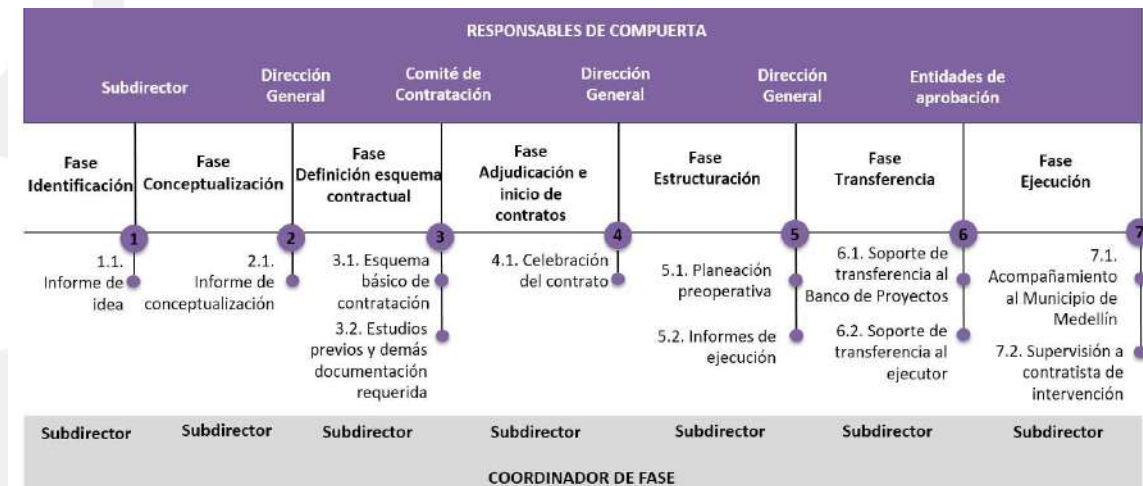 RESPONSABLES DE COMPUERTA
Subdirector
Dirección
General
Comité de
Contratación
Dirección
General
Dirección
General
Entidades de
aprobación
Fase
Identificación
Fase
Conceptualización
Fase
Definición esquema
contractual
Fase
Adjudicación e
inicio de
contratos
Fase
Estructuración
Fase
Transferencia
Fase
Ejecución
1
2
3
4
5
6
7
1.1.
Informe de
idea
2.1.
Informe de
conceptualización
3.1. Esquema
básico de
contratación
3.2. Estudios
previos y demás
documentación
requerida
4.1. Celebración
del contrato
5.1. Planeación
preoperativa
5.2. Informes de
ejecución
6.1. Soporte de
transferencia al
Banco de Proyectos
6.2. Soporte de
transferencia al
ejecutor
7.1.
Acompañamiento
al Municipio de
Medellín
7.2. Supervisión a
contratista de
intervención
Subdirector
Subdirector
Subdirector
Subdirector
Subdirector
Subdirector
Subdirector
COORDINADOR DE FASE